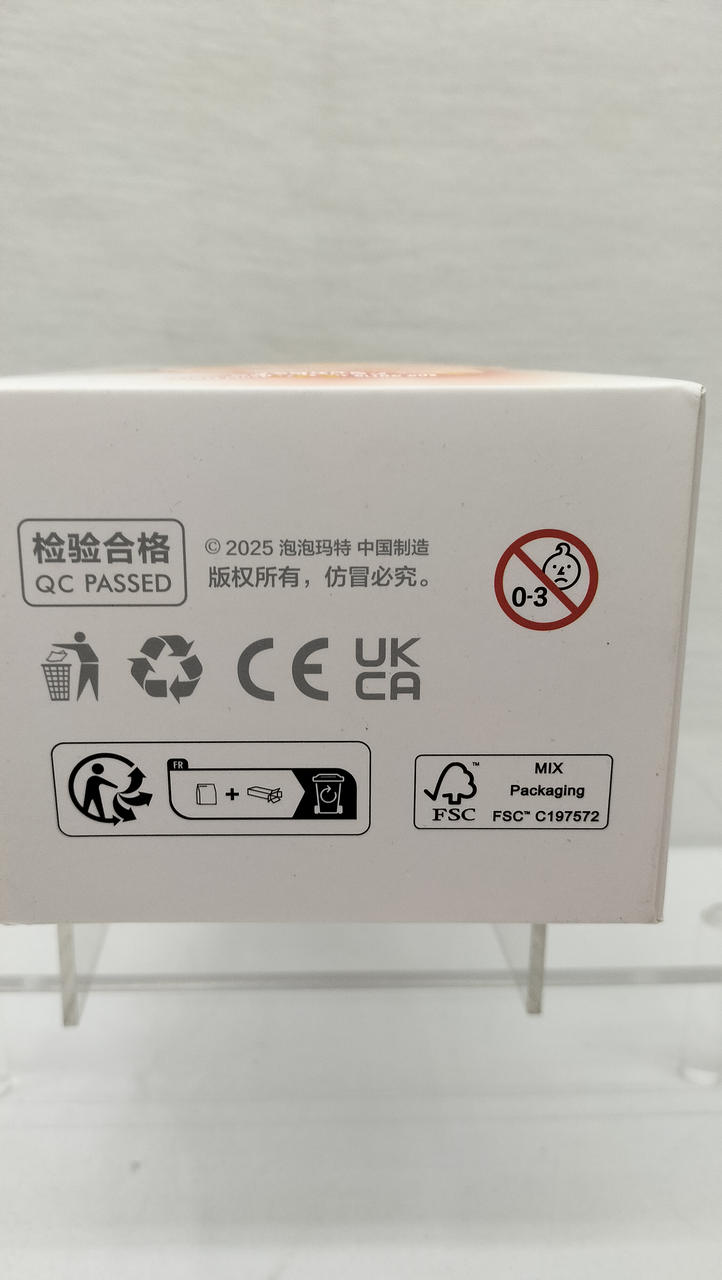 检验合格
QC PASSED
© 2025 泡泡玛特 中国制造
版权所有，仿冒必究。
0-3
CE
UK
CA
FR
FSC™
MIX
Packaging
FSC™ C197572